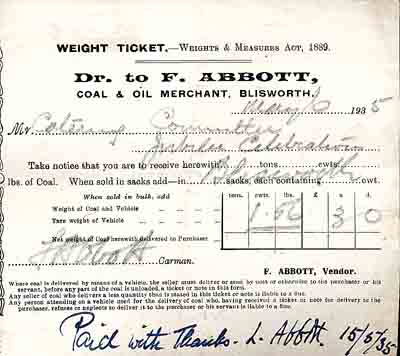 WEIGHT TICKET.—WEIGHTS & MEASURES ACT, 1889.
Dr. to F. ABBOTT,
COAL & OIL MERCHANT, BLISWORTH.
May 6 1935
Mr. Catering Committee
Jubilee Celebrations
Take notice that you are to receive herewith tons cwts.
lbs. of Coal. When sold in sacks add—in Blisworth sacks, each containing cwt.
When sold in bulk, add
tons. cwts. lbs. £ s. d.
Weight of Coal and Vehicle
Tare weight of Vehicle
Net weight of Coal herewith delivered to Purchaser
Abbott Carman.
F. ABBOTT, Vendor.
Where coal is delivered by means of a vehicle, the seller must deliver or send by post or otherwise to the purchaser or his
servant, before any part of the coal is unloaded, a ticket or note in this form.
Any seller of coal who delivers a less quantity than is stated in this ticket or note is liable to a fine.
Any person attending on a vehicle used for the delivery of coal who, having received a ticket or note for delivery to the
purchaser, refuses or neglects to deliver it to the purchaser or his servant is liable to a fine.
Paid with Thanks. L. Abbott. 15/5/35